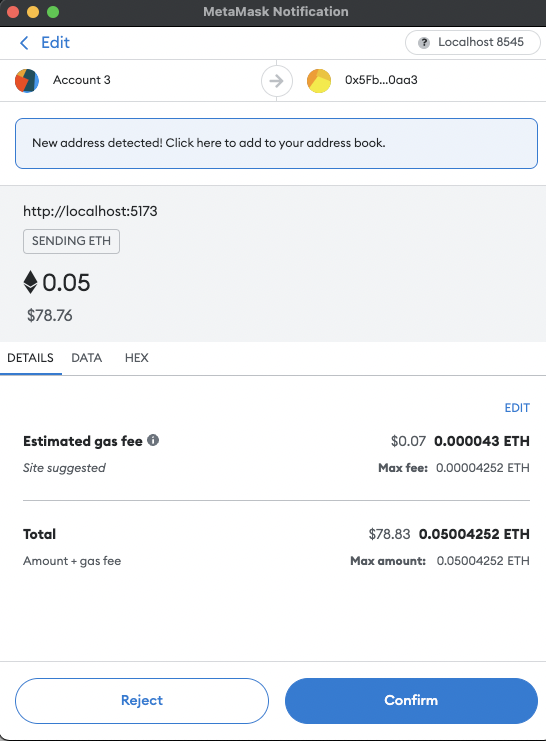 MetaMask Notification
Edit
? Localhost 8545
Account 3
0x5Fb...0aa3
New address detected! Click here to add to your address book.
http://localhost:5173
SENDING ETH
0.05
$78.76
DETAILS DATA HEX
EDIT
Estimated gas fee $0.07 0.000043 ETH
Site suggested Max fee: 0.00004252 ETH
Total $78.83 0.05004252 ETH
Amount + gas fee Max amount: 0.05004252 ETH
Reject Confirm